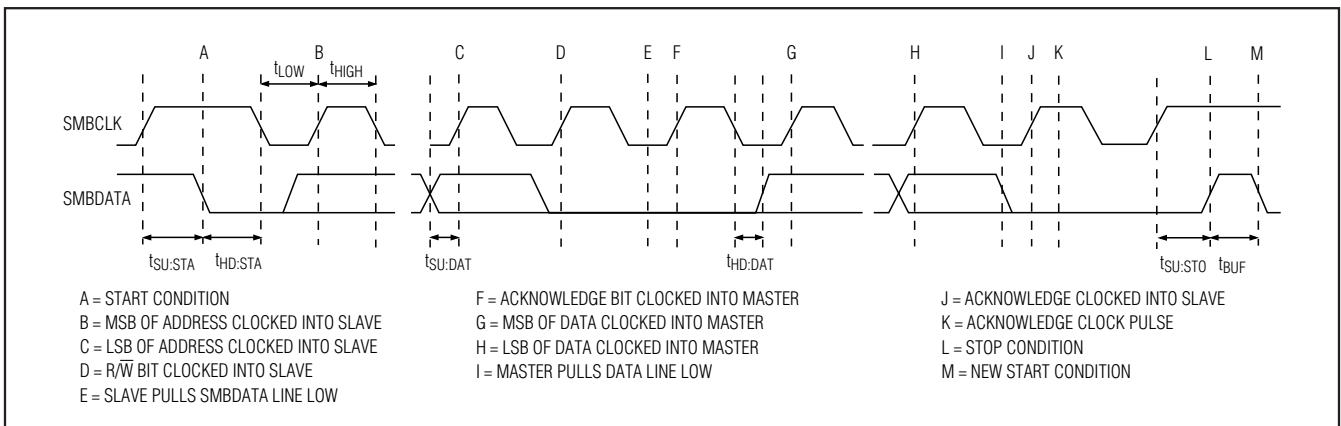 A B C D E F G H I J K L M
tLOW tHIGH
SMBCLK
SMBDATA
tSU:STA tHD:STA tSU:DAT tHD:DAT tSU:STO tBUF
A = START CONDITION
B = MSB OF ADDRESS CLOCKED INTO SLAVE
C = LSB OF ADDRESS CLOCKED INTO SLAVE
D = R/W̅ BIT CLOCKED INTO SLAVE
E = SLAVE PULLS SMBDATA LINE LOW
F = ACKNOWLEDGE BIT CLOCKED INTO MASTER
G = MSB OF DATA CLOCKED INTO MASTER
H = LSB OF DATA CLOCKED INTO MASTER
I = MASTER PULLS DATA LINE LOW
J = ACKNOWLEDGE CLOCKED INTO SLAVE
K = ACKNOWLEDGE CLOCK PULSE
L = STOP CONDITION
M = NEW START CONDITION